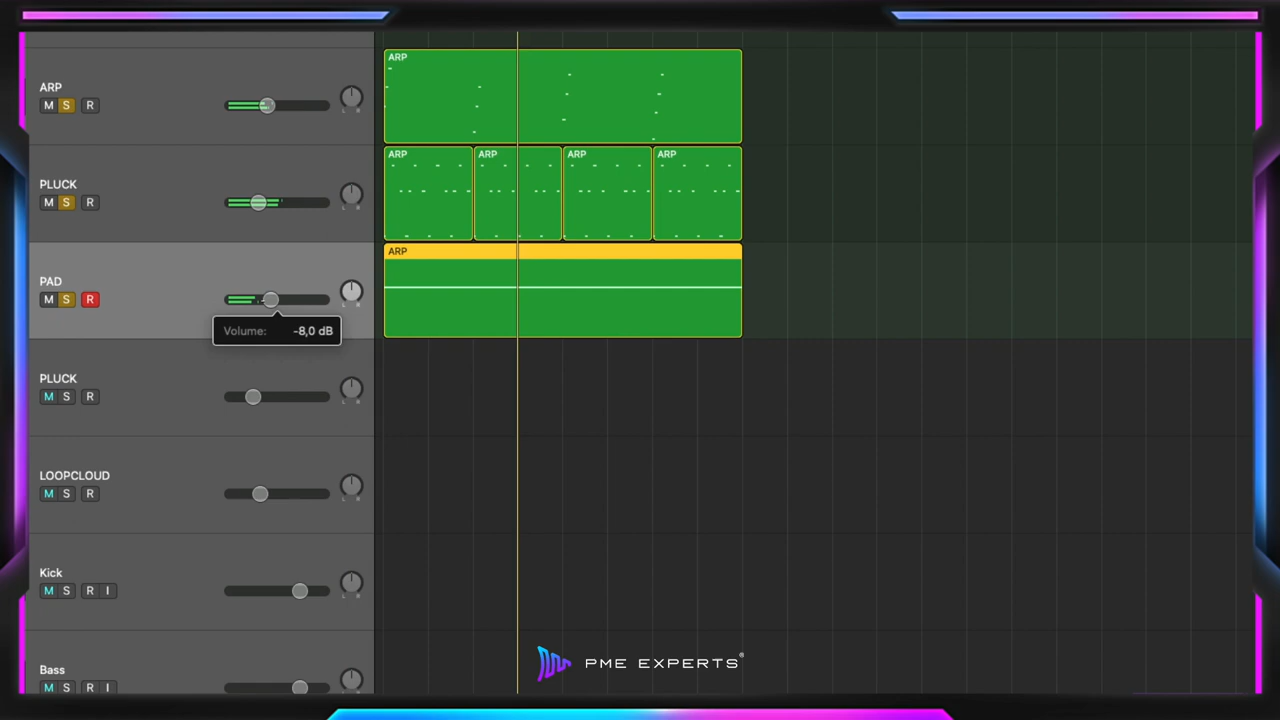 ARP
M S R
L R
ARP
PLUCK
M S R
L R
ARP ARP ARP ARP
PAD
M S R
L R
ARP
Volume: -8,0 dB
PLUCK
M S R
L R
LOOPCLOUD
M S R
L R
Kick
M S R I
L R
Bass
M S R I
L R
PME EXPERTS®